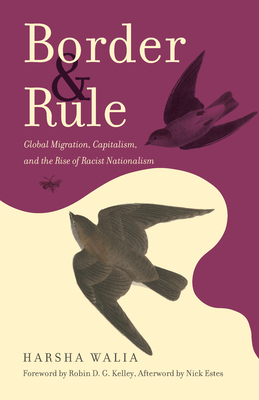 Border
&
Rule
Global Migration, Capitalism,
and the Rise of Racist Nationalism
HARSHA WALIA
Foreword by Robin D. G. Kelley, Afterword by Nick Estes